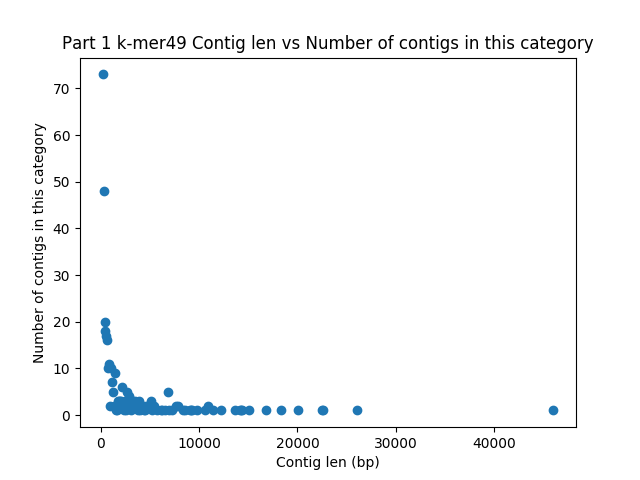 Part 1 k-mer49 Contig len vs Number of contigs in this category
Number of contigs in this category
70
60
50
40
30
20
10
0
0 10000 20000 30000 40000
Contig len (bp)